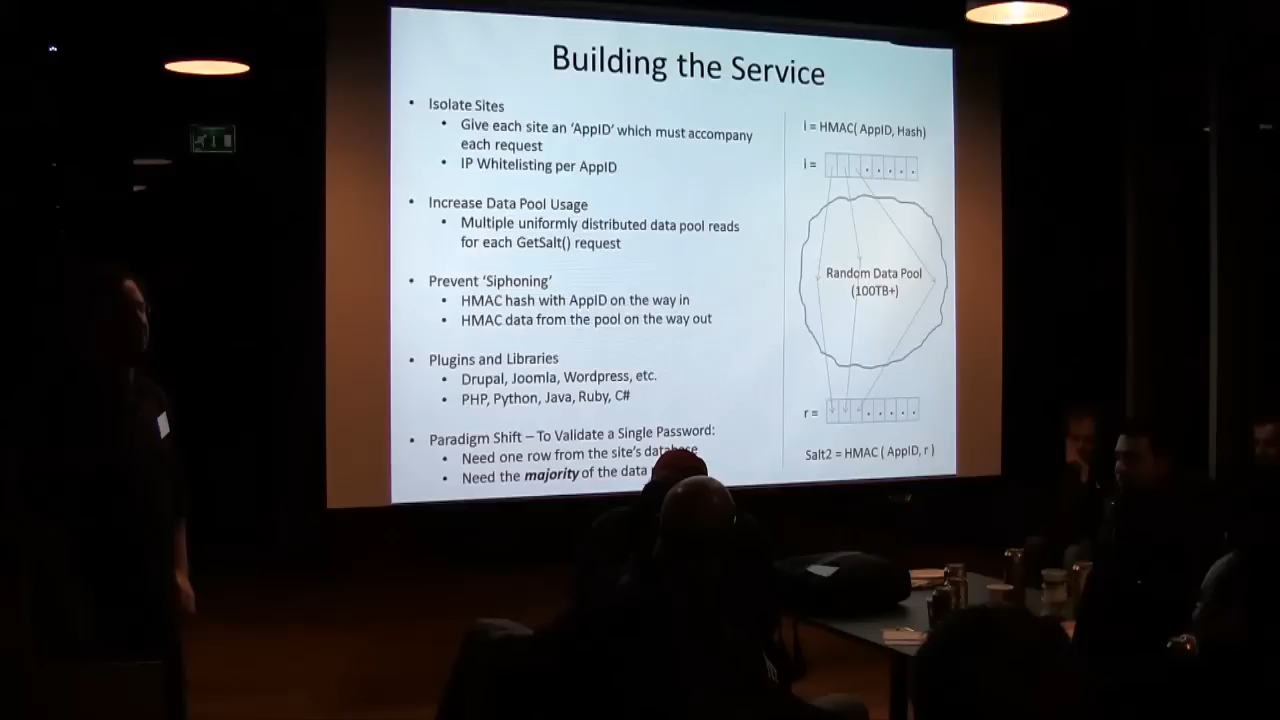 Building the Service
• Isolate Sites
• Give each site an ‘AppID’ which must accompany
each request
• IP Whitelisting per AppID
• Increase Data Pool Usage
• Multiple uniformly distributed data pool reads
for each GetSalt() request
• Prevent ‘Siphoning’
• HMAC hash with AppID on the way in
• HMAC data from the pool on the way out
• Plugins and Libraries
• Drupal, Joomla, Wordpress, etc.
• PHP, Python, Java, Ruby, C#
• Paradigm Shift – To Validate a Single Password:
• Need one row from the site’s database
• Need the majority of the data
I = HMAC( AppID, Hash)
i =
Random Data Pool
(100TB+)
r =
Salt2 = HMAC ( AppID, r )